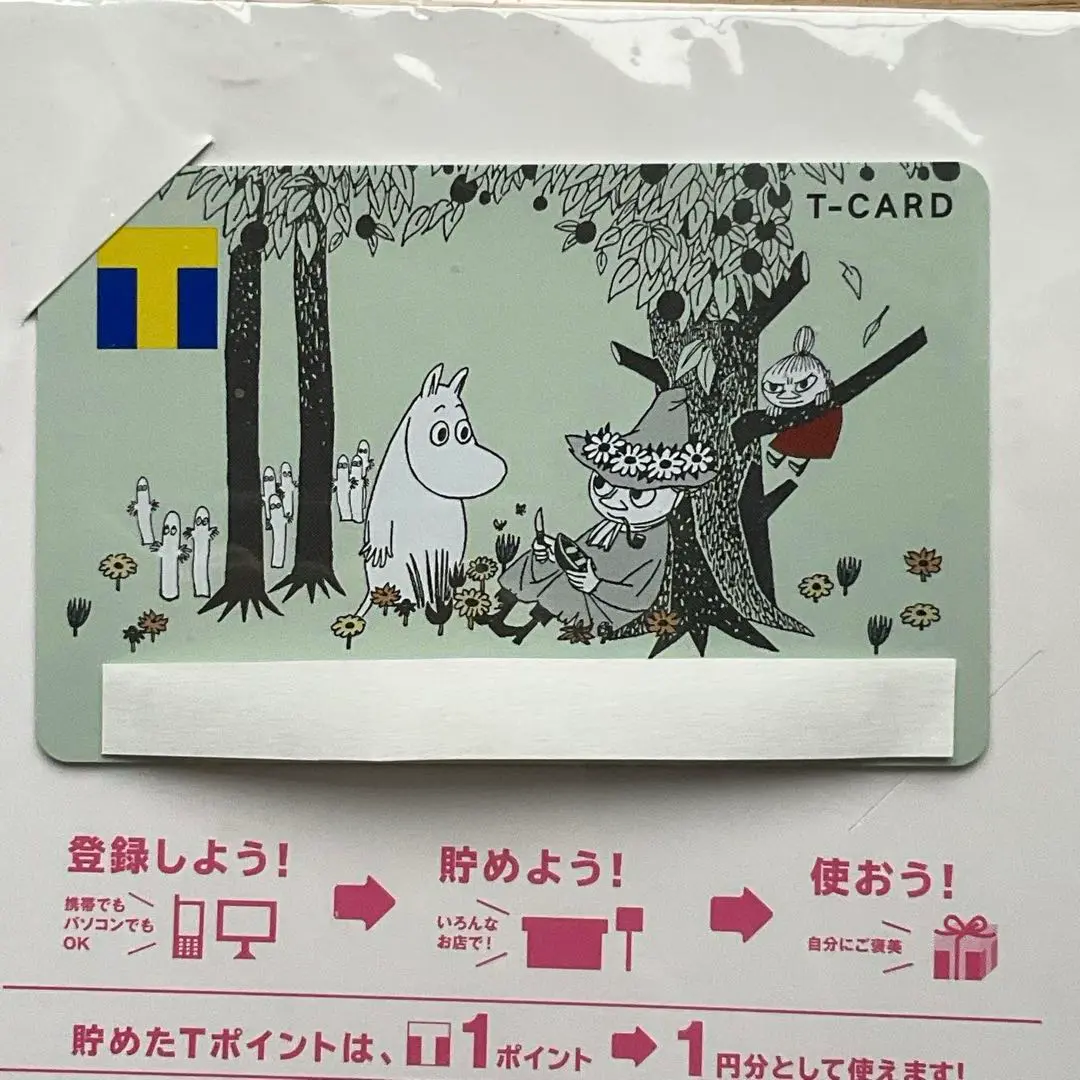 T-CARD
T
登録しよう!
携帯でも
パソコンでも
OK
貯めよう!
いろんな
お店で!
使おう!
自分にご褒美
貯めたTポイントは、T1ポイント
1円分として使えます!